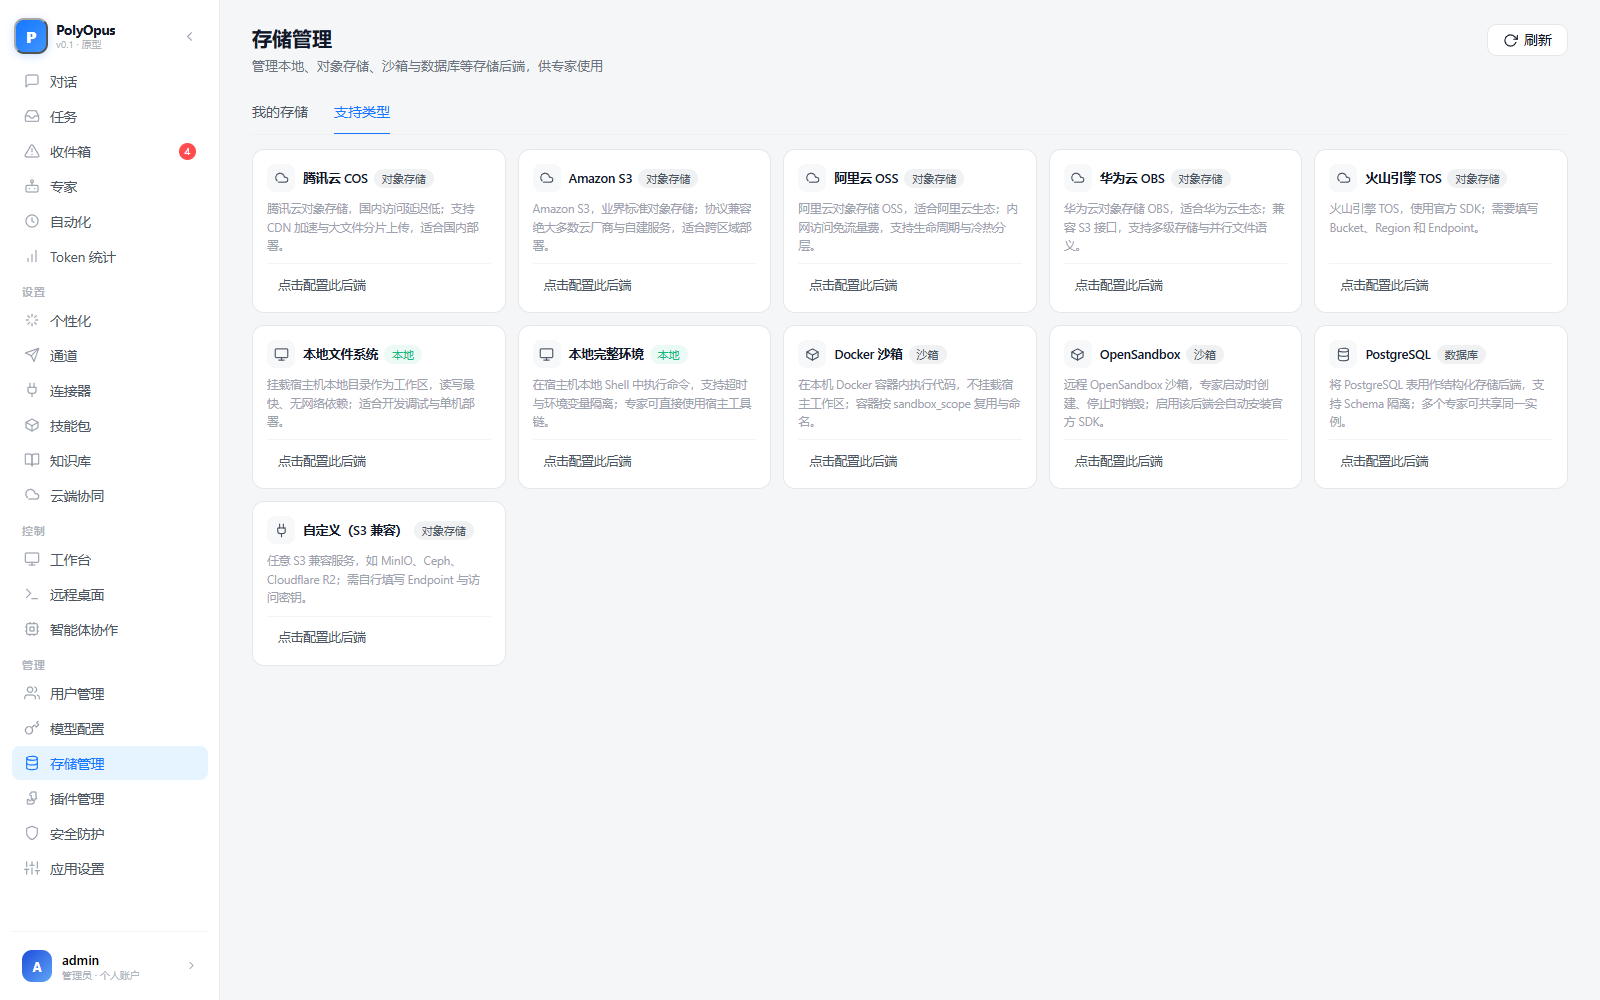 P
PolyOpus
v0.1 · 原型
对话
任务
收件箱
4
专家
自动化
Token 统计
设置
个性化
通道
连接器
技能包
知识库
云端协同
控制
工作台
远程桌面
智能体协作
管理
用户管理
模型配置
存储管理
插件管理
安全防护
应用设置
A
admin
管理员 · 个人账户
存储管理
刷新
管理本地、对象存储、沙箱与数据库等存储后端，供专家使用
我的存储
支持类型
腾讯云 COS 对象存储
腾讯云对象存储，国内访问延迟低；支持
CDN 加速与大文件分片上传，适合国内部
署。
点击配置此后端
Amazon S3 对象存储
Amazon S3，业界标准对象存储；协议兼容
绝大多数云厂商与自建服务，适合跨区域部
署。
点击配置此后端
阿里云 OSS 对象存储
阿里云对象存储 OSS，适合阿里云生态；内
网访问免流量费，支持生命周期与冷热分
层。
点击配置此后端
华为云 OBS 对象存储
华为云对象存储 OBS，适合华为云生态；兼
容 S3 接口，支持多级存储与并行文件语
义。
点击配置此后端
火山引擎 TOS 对象存储
火山引擎 TOS，使用官方 SDK；需要填写
Bucket、Region 和 Endpoint。
点击配置此后端
本地文件系统 本地
挂载宿主机本地目录作为工作区，读写最
快、无网络依赖；适合开发调试与单机部
署。
点击配置此后端
本地完整环境 本地
在宿主机本地 Shell 中执行命令，支持超时
与环境变量隔离；专家可直接使用宿主工具
链。
点击配置此后端
Docker 沙箱 沙箱
在本机 Docker 容器内执行代码，不挂载宿
主工作区；容器按 sandbox_scope 复用与命
名。
点击配置此后端
OpenSandbox 沙箱
远程 OpenSandbox 沙箱，专家启动时创
建、停止时销毁；启用该后端会自动安装官
方 SDK。
点击配置此后端
PostgreSQL 数据库
将 PostgreSQL 表用作结构化存储后端，支
持 Schema 隔离；多个专家可共享同一实
例。
点击配置此后端
自定义（S3 兼容） 对象存储
任意 S3 兼容服务，如 MinIO、Ceph、
Cloudflare R2；需自行填写 Endpoint 与访
问密钥。
点击配置此后端